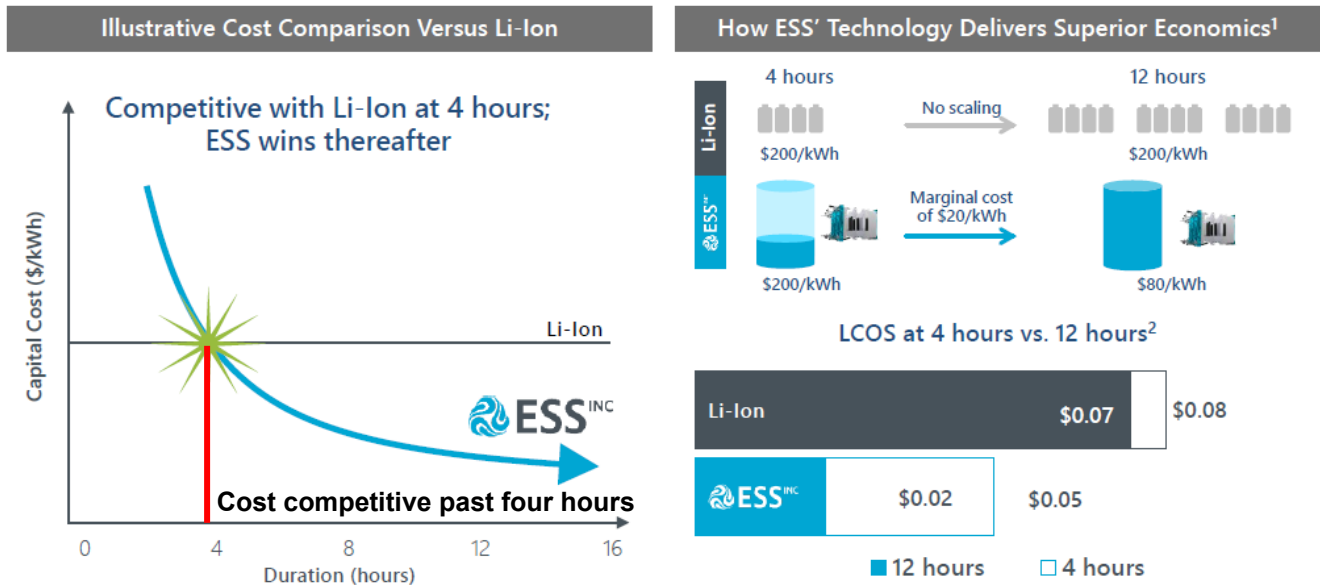 Illustrative Cost Comparison Versus Li-Ion
Competitive with Li-Ion at 4 hours;
ESS wins thereafter
Capital Cost ($/kWh)
Li-Ion
ESS INC
Cost competitive past four hours
0 4 8 12 16
Duration (hours)
How ESS' Technology Delivers Superior Economics¹
4 hours 12 hours
Li-Ion
No scaling
$200/kWh $200/kWh
ESS INC
Marginal cost
of $20/kWh
$200/kWh $80/kWh
LCOS at 4 hours vs. 12 hours²
Li-Ion $0.07 $0.08
ESS INC $0.02 $0.05
12 hours 4 hours